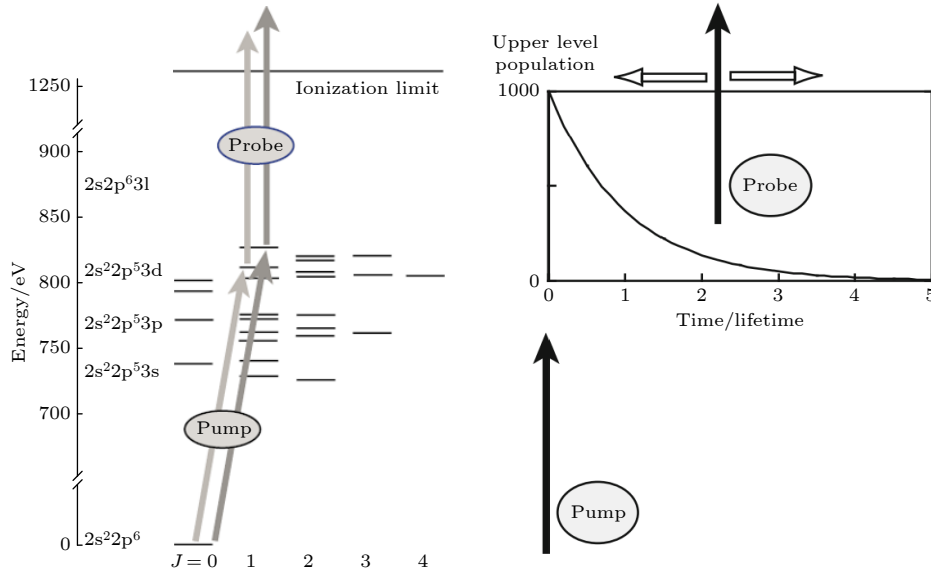 Energy/eV
1250
900
850
800
750
700
0
2s2p⁶3l
2s²2p⁵3d
2s²2p⁵3p
2s²2p⁵3s
2s²2p⁶
Ionization limit
Probe
Pump
J = 0 1 2 3 4
Upper level
population
1000
0
Probe
0 1 2 3 4 5
Time/lifetime
Pump